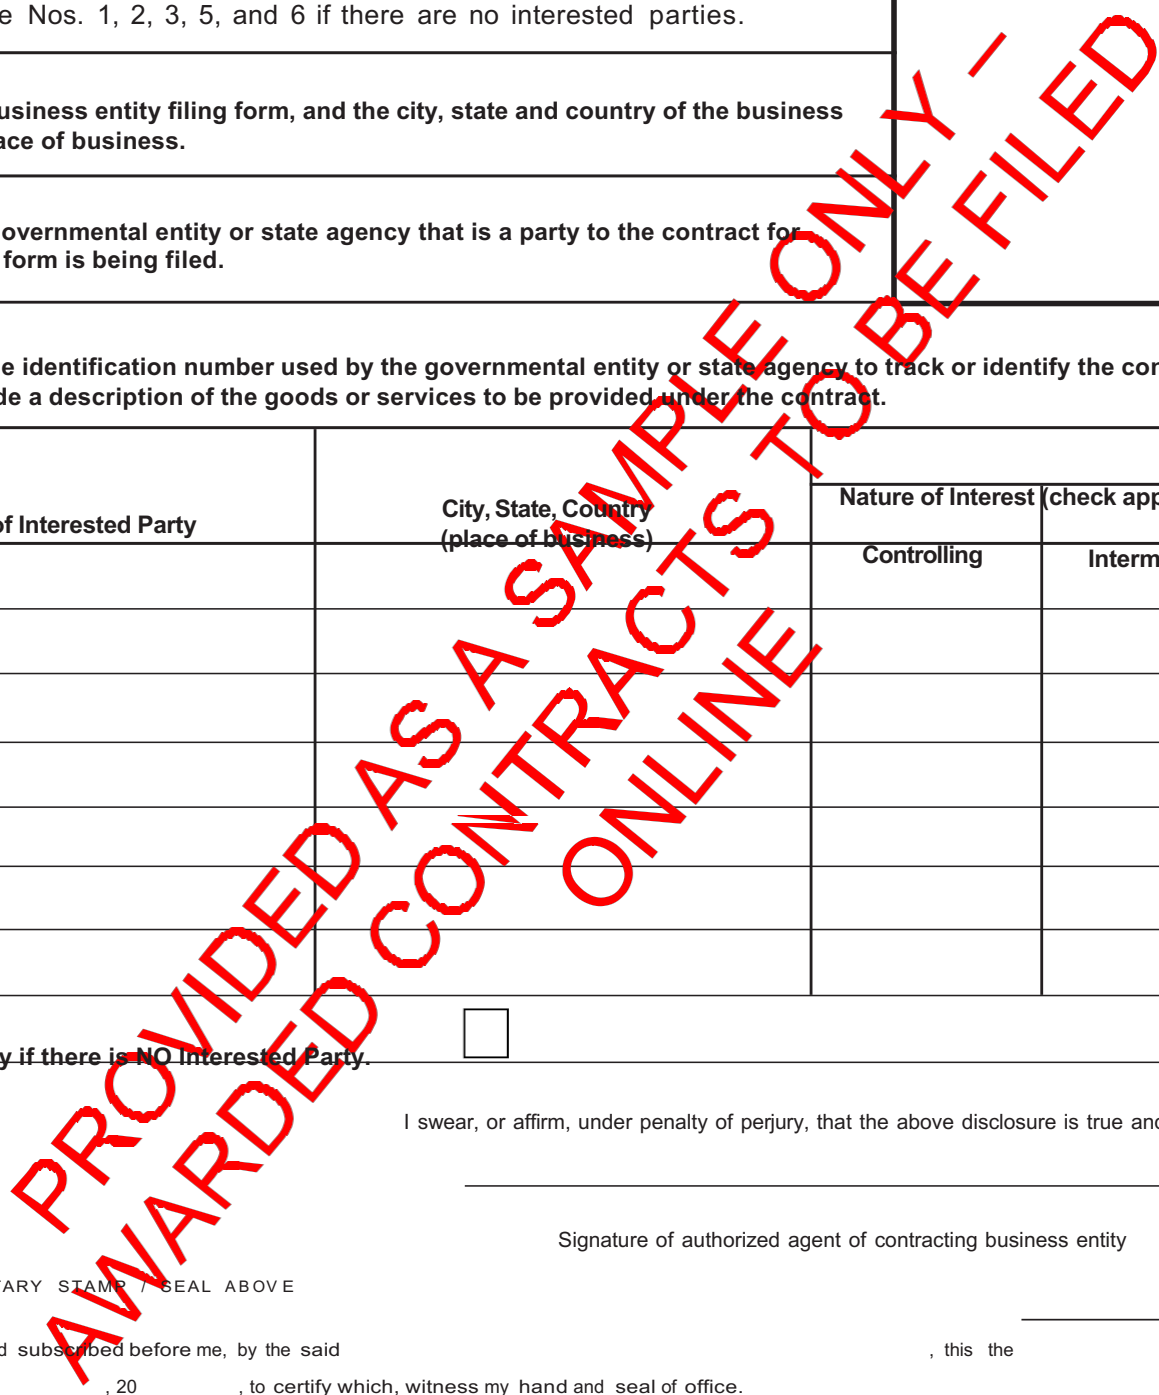 e Nos. 1, 2, 3, 5, and 6 if there are no interested parties.
usiness entity filing form, and the city, state and country of the business
ace of business.
overnmental entity or state agency that is a party to the contract for
form is being filed.
e identification number used by the governmental entity or state agency to track or identify the con
de a description of the goods or services to be provided under the contract.
of Interested Party
City, State, Country
(place of business)
Nature of Interest (check app
Controlling
Interm
y if there is NO Interested Party.
I swear, or affirm, under penalty of perjury, that the above disclosure is true and
Signature of authorized agent of contracting business entity
TARY STAMP / SEAL ABOVE
d subscribed before me, by the said , this the
, 20 , to certify which, witness my hand and seal of office.
PROVIDED AS A SAMPLE ONLY –
AWARDED CONTRACTS TO BE FILED
ONLINE